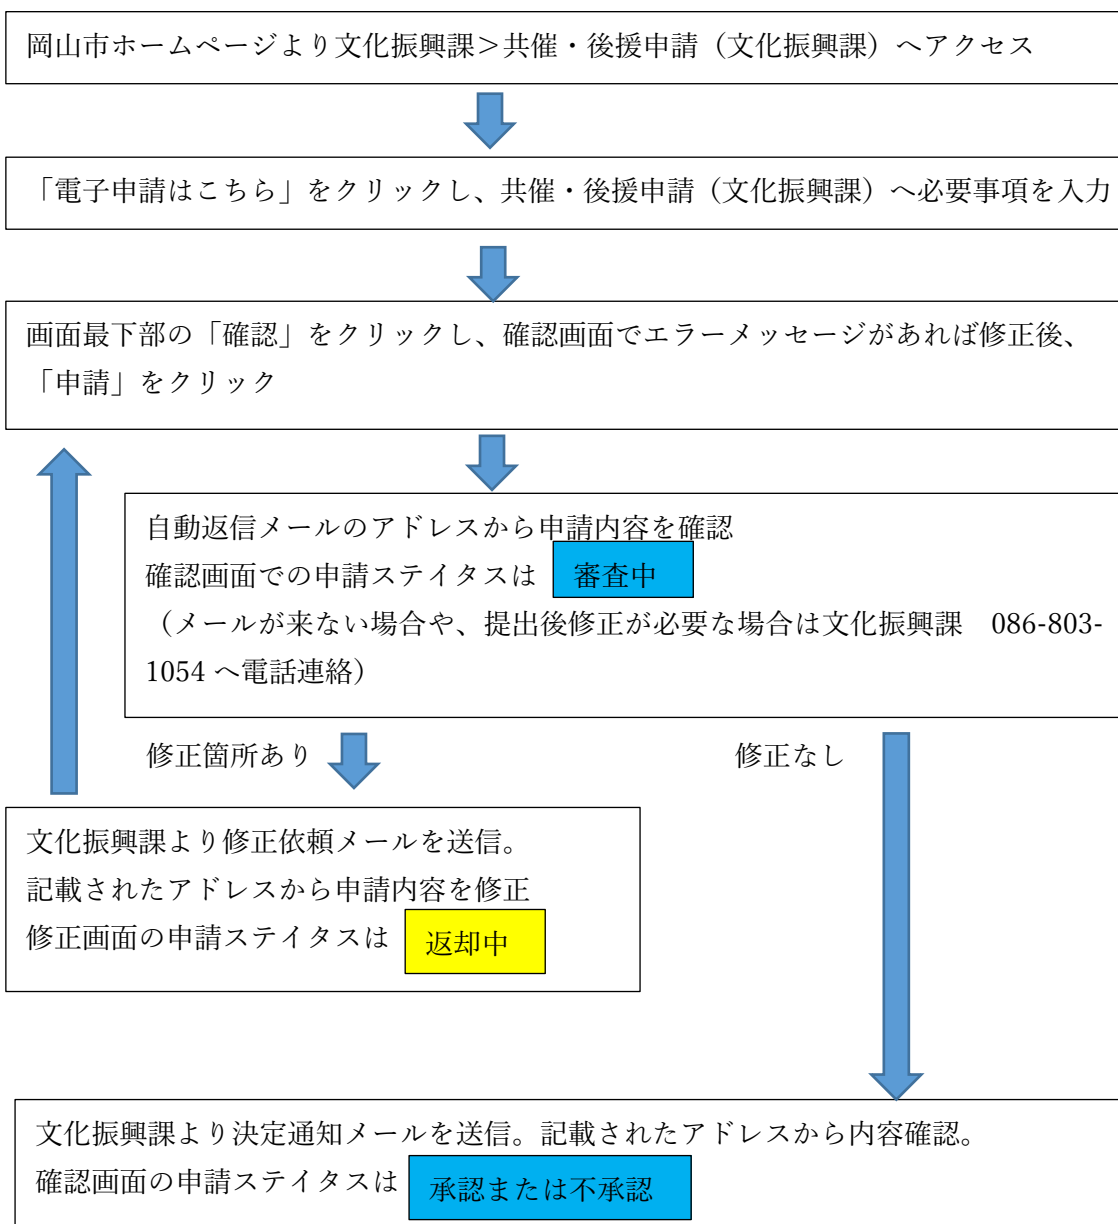 岡山市ホームページより文化振興課＞共催・後援申請（文化振興課）へアクセス
「電子申請はこちら」をクリックし、共催・後援申請（文化振興課）へ必要事項を入力
画面最下部の「確認」をクリックし、確認画面でエラーメッセージがあれば修正後、
「申請」をクリック
自動返信メールのアドレスから申請内容を確認
確認画面での申請ステイタスは 審査中
（メールが来ない場合や、提出後修正が必要な場合は文化振興課　086-803-
1054 へ電話連絡）
修正箇所あり
修正なし
文化振興課より修正依頼メールを送信。
記載されたアドレスから申請内容を修正
修正画面の申請ステイタスは 返却中
文化振興課より決定通知メールを送信。記載されたアドレスから内容確認。
確認画面の申請ステイタスは 承認または不承認